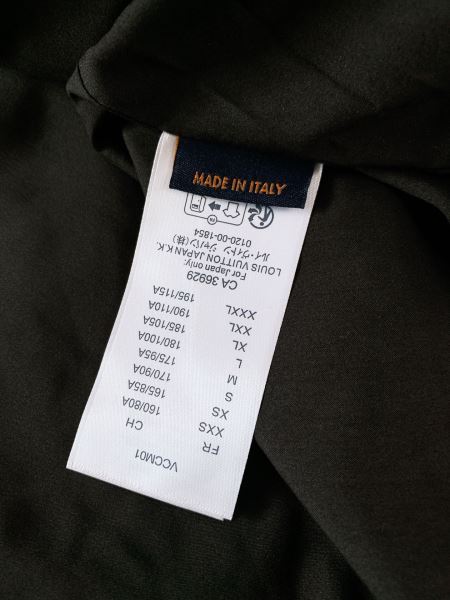 MADE IN ITALY
VCCM01
FR CH
XXS 160/80A
XS 165/85A
S 170/90A
M 175/95A
L 180/100A
XL 185/105A
XXL 190/110A
XXXL 195/115A
CA 36929
For Japan only:
LOUIS VUITTON JAPAN K.K.
ルイ・ヴィトン ジャパン(株)
0120-00-1854